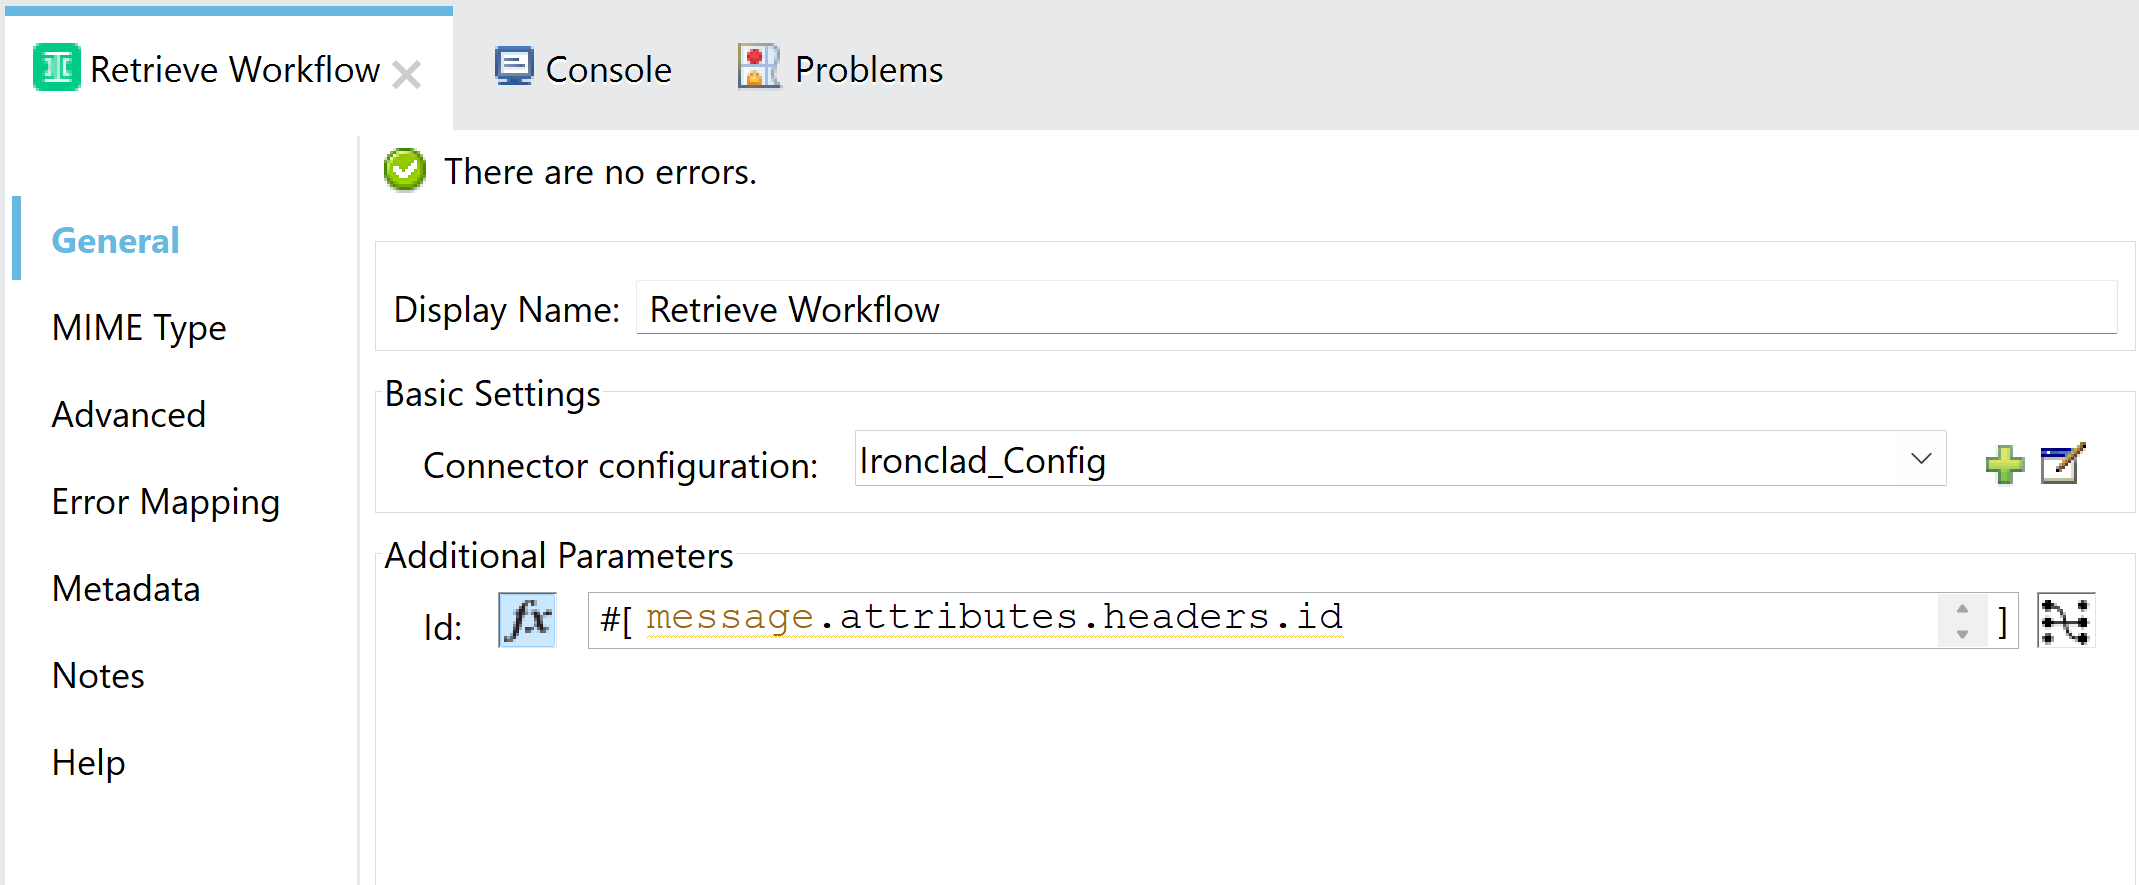 Retrieve Workflow
Console
Problems
There are no errors.
General
MIME Type
Advanced
Error Mapping
Metadata
Notes
Help
Display Name: Retrieve Workflow
Basic Settings
Connector configuration: Ironclad_Config
Additional Parameters
Id: fx #[ message.attributes.headers.id ]